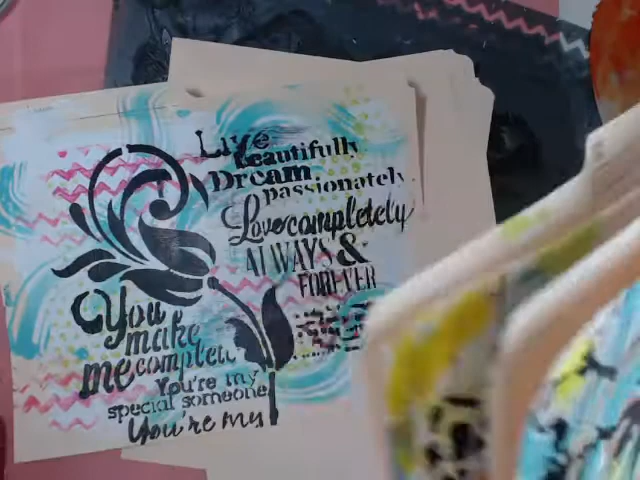 Live
beautifully
Dream
passionately
Love completely
ALWAYS &
FOREVER
You
make
me complete
You're my
special someone
You're my